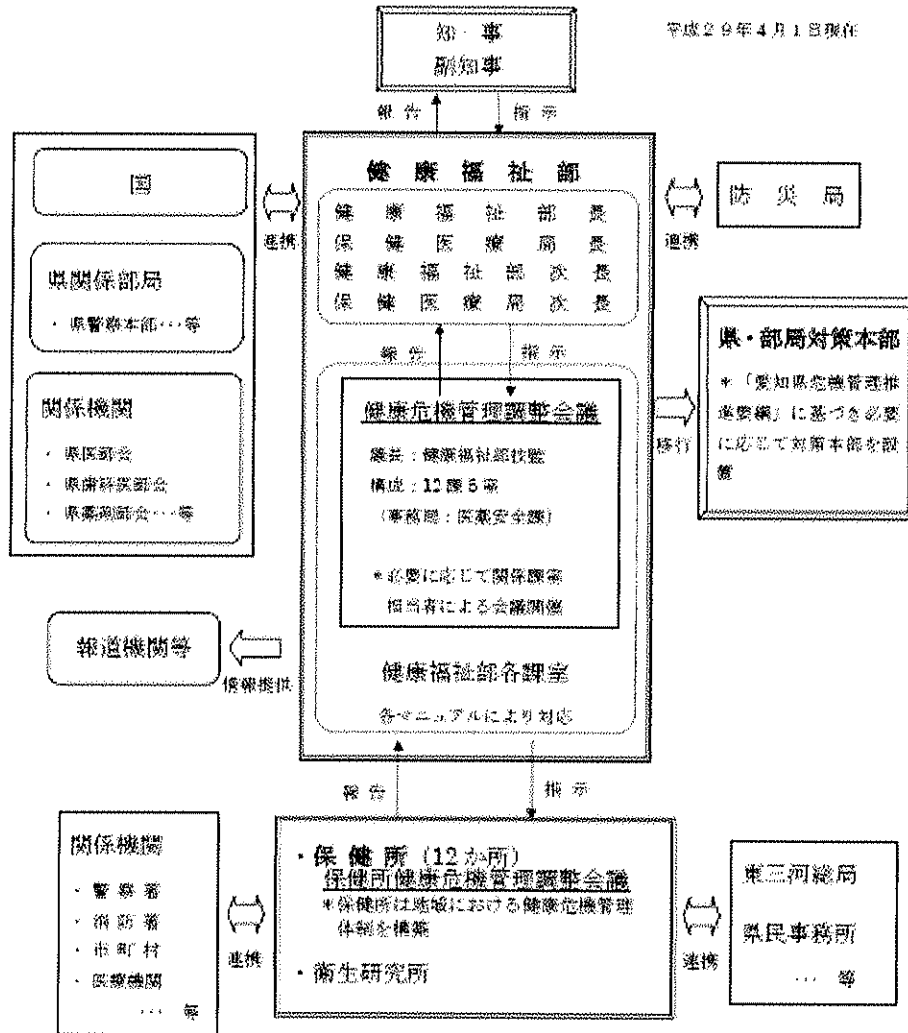 平成29年4月1日現在
知事
副知事
報告
指示
健康福祉部
健康福祉部長
保健医療局長
健康福祉部次長
保健医療局次長
国
県関係部局
・県警察本部…等
関係機関
・県医師会
・県歯科医師会
・県薬剤師会…等
連携
連携
防災局
報告
指示
健康危機管理調整会議
議長：健康福祉部技監
構成：12課5室
（事務局：医薬安全課）
*必要に応じて関係課室
担当者による会議開催
健康福祉部各課室
各マニュアルにより対応
移行
県・部局対策本部
*「愛知県危機管理推
進要綱」に基づき必要
に応じて対策本部を設
置
報道機関等
情報提供
報告
指示
関係機関
・警察署
・消防署
・市町村
・医療機関
… 等
連携
・保健所（12か所）
保健所健康危機管理調整会議
*保健所は地域における健康危機管理
体制を構築
・衛生研究所
連携
東三河総局
県民事務所
… 等